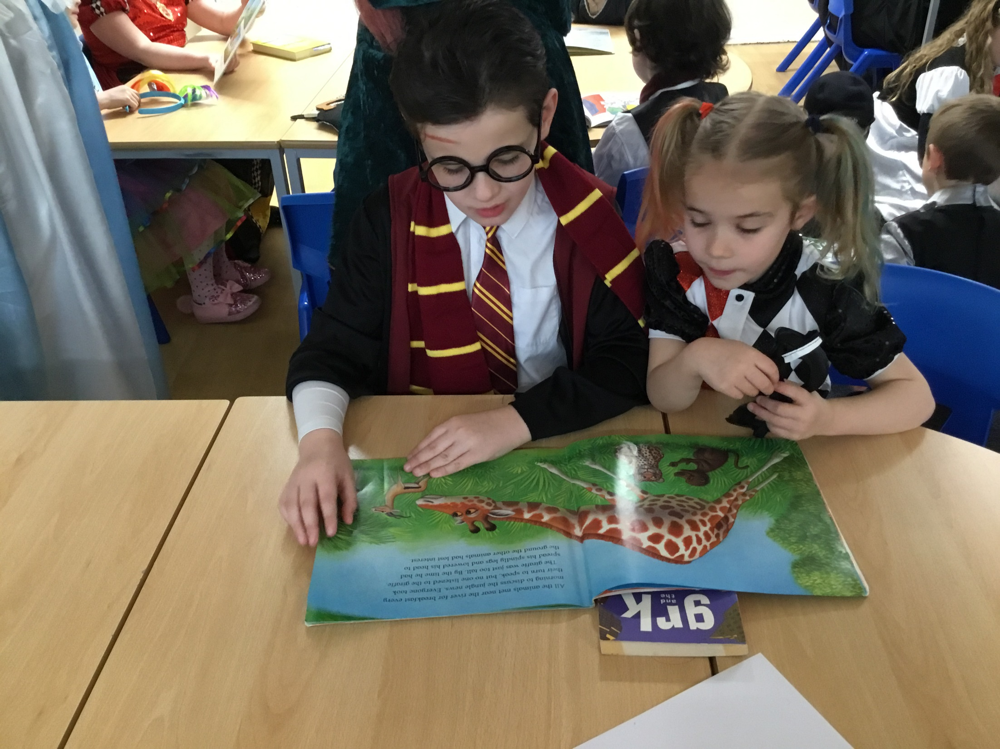 All the animals met near the river for breakfast every
morning to discuss the jungle news. Everyone took
their turn to speak, but no one listened to the giraffe.
The giraffe was just too tall. By the time he had
spread his spindly legs and lowered his head to
the ground the other animals had lost interest.
grk
and
the